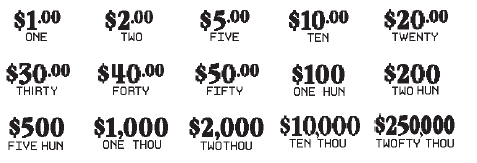 $1.00 $2.00 $5.00 $10.00 $20.00
ONE TWO FIVE TEN TWENTY
$30.00 $40.00 $50.00 $100 $200
THIRTY FORTY FIFTY ONE HUN TWO HUN
$500 $1,000 $2,000 $10,000 $250000
FIVE HUN ONE THOU TWOTHOU TEN THOU TWOFTY THOU